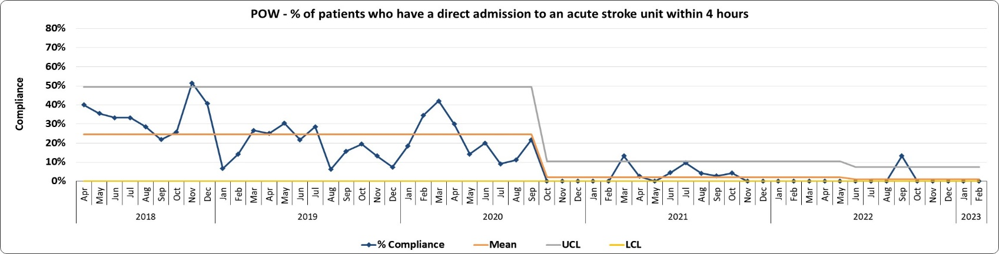 POW - % of patients who have a direct admission to an acute stroke unit within 4 hours
80%
70%
60%
50%
40%
30%
20%
10%
0%
Compliance
Apr May Jun Jul Aug Sep Oct Nov Dec Jan Feb Mar Apr May Jun Jul Aug Sep Oct Nov Dec Jan Feb Mar Apr May Jun Jul Aug Sep Oct Nov Dec Jan Feb Mar Apr May Jun Jul Aug Sep Oct Nov Dec Jan Feb Mar Apr May Jun Jul Aug Sep Oct Nov Dec Jan Feb
2018 2019 2020 2021 2022 2023
% Compliance Mean UCL LCL